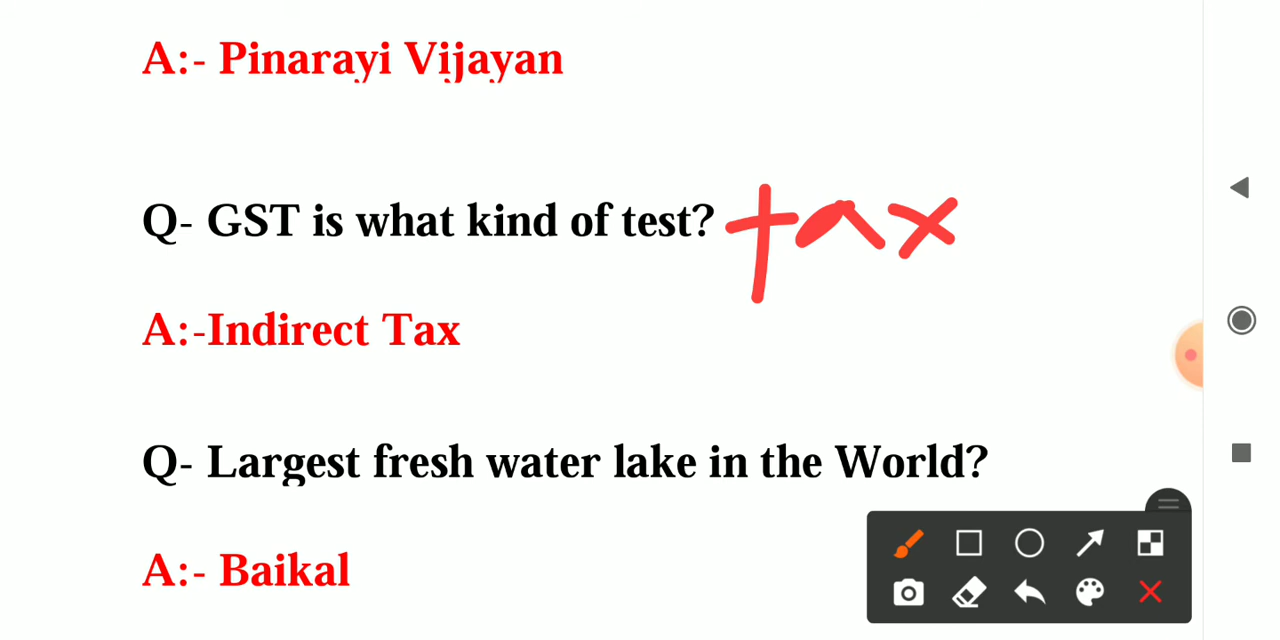 A:- Pinarayi Vijayan
Q- GST is what kind of test? tax
A:-Indirect Tax
Q- Largest fresh water lake in the World?
A:- Baikal